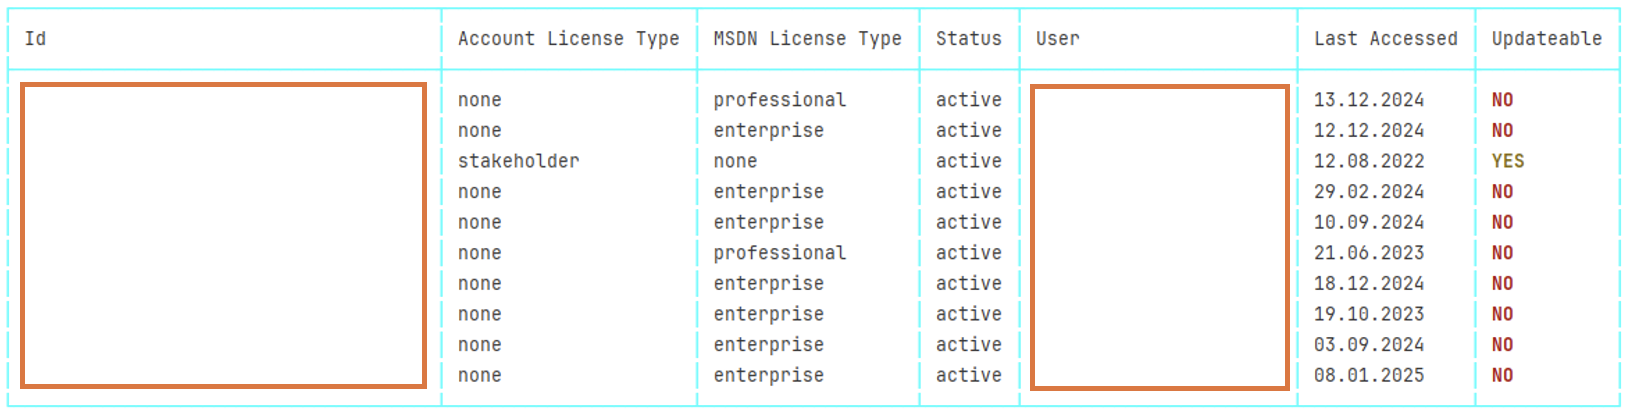 Id Account License Type MSDN License Type Status User Last Accessed Updateable
none professional active 13.12.2024 NO
none enterprise active 12.12.2024 NO
stakeholder none active 12.08.2022 YES
none enterprise active 29.02.2024 NO
none enterprise active 10.09.2024 NO
none professional active 21.06.2023 NO
none enterprise active 18.12.2024 NO
none enterprise active 19.10.2023 NO
none enterprise active 03.09.2024 NO
none enterprise active 08.01.2025 NO